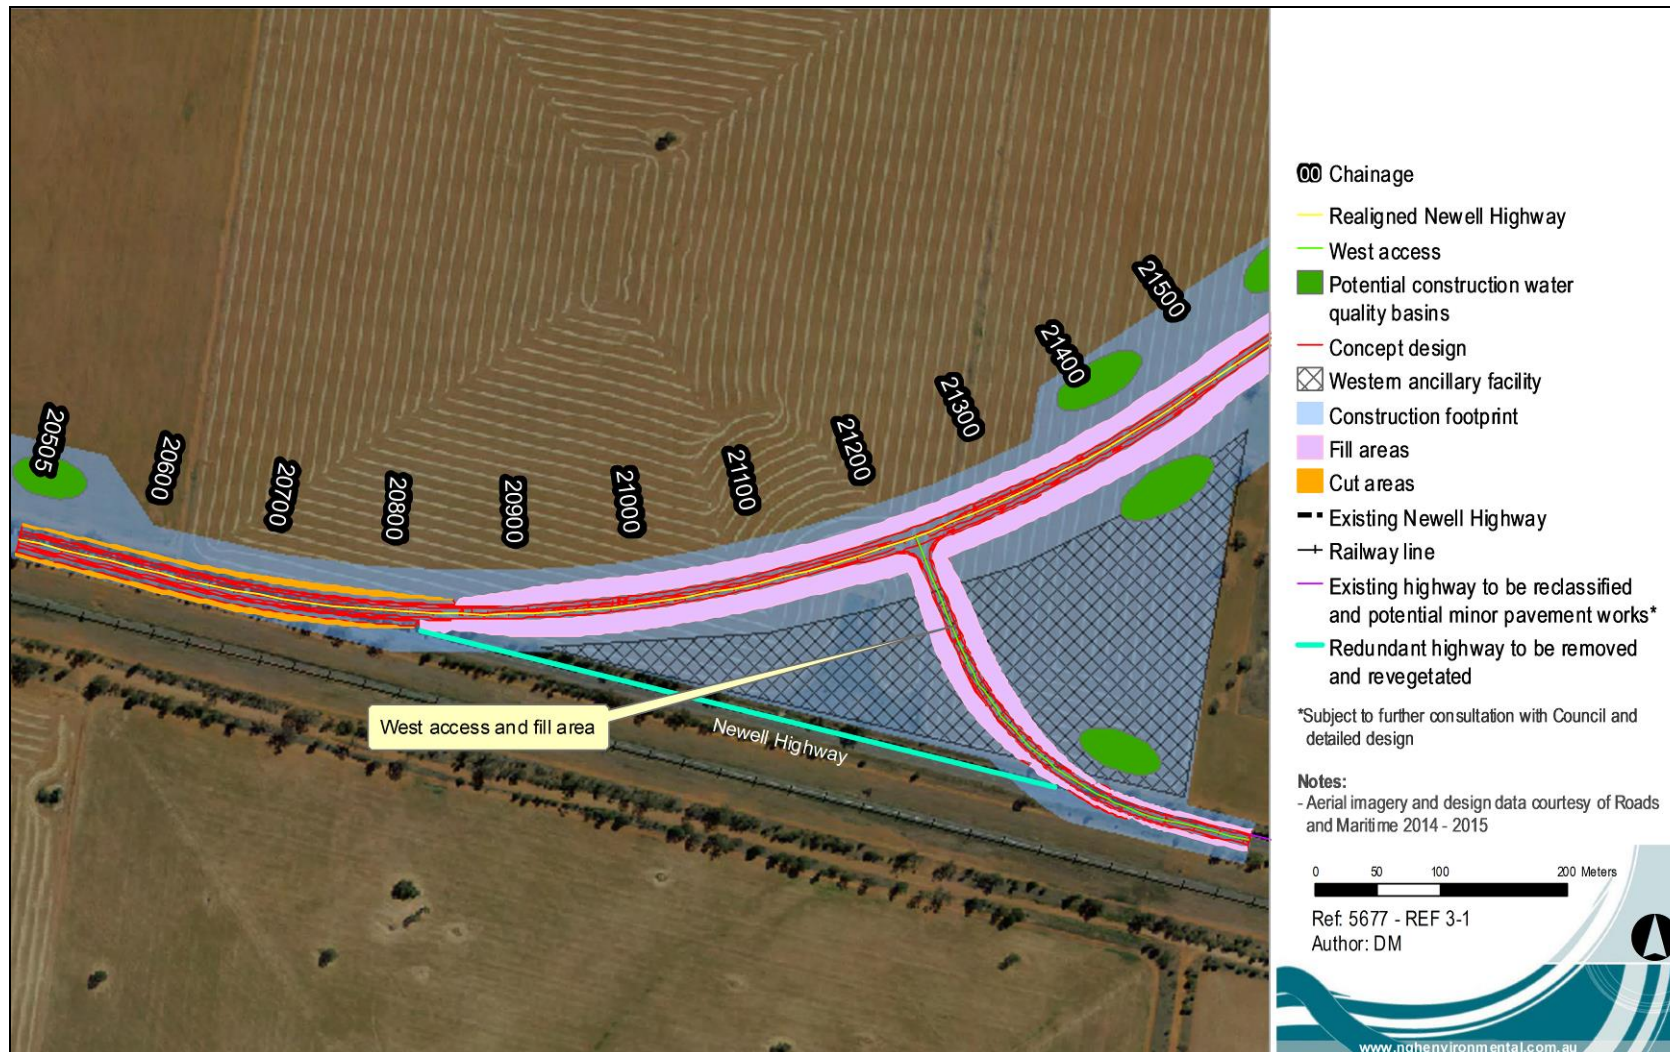 20505
20600
20700
20800
20900
21000
21100
21200
21300
21400
21500
West access and fill area
Newell Highway
00 Chainage
Realigned Newell Highway
West access
Potential construction water
quality basins
Concept design
Western ancillary facility
Construction footprint
Fill areas
Cut areas
Existing Newell Highway
Railway line
Existing highway to be reclassified
and potential minor pavement works*
Redundant highway to be removed
and revegetated
*Subject to further consultation with Council and
detailed design
Notes:
- Aerial imagery and design data courtesy of Roads
and Maritime 2014 - 2015
0 50 100 200 Meters
Ref: 5677 - REF 3-1
Author: DM
www.nghenvironmental.com.au